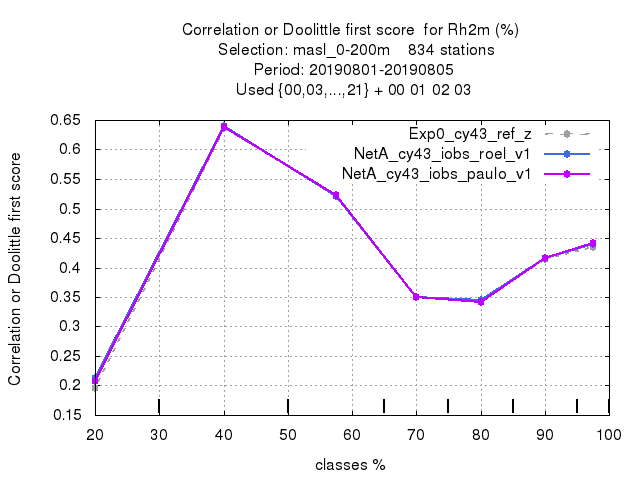 Correlation or Doolittle first score  for Rh2m (%)
Selection: masl_0-200m    834 stations
Period: 20190801-20190805
Used {00,03,...,21} + 00 01 02 03
Correlation or Doolittle first score
0.65
0.6
0.55
0.5
0.45
0.4
0.35
0.3
0.25
0.2
0.15
Exp0_cy43_ref_z
NetA_cy43_iobs_roel_v1
NetA_cy43_iobs_paulo_v1
20 30 40 50 60 70 80 90 100
classes %